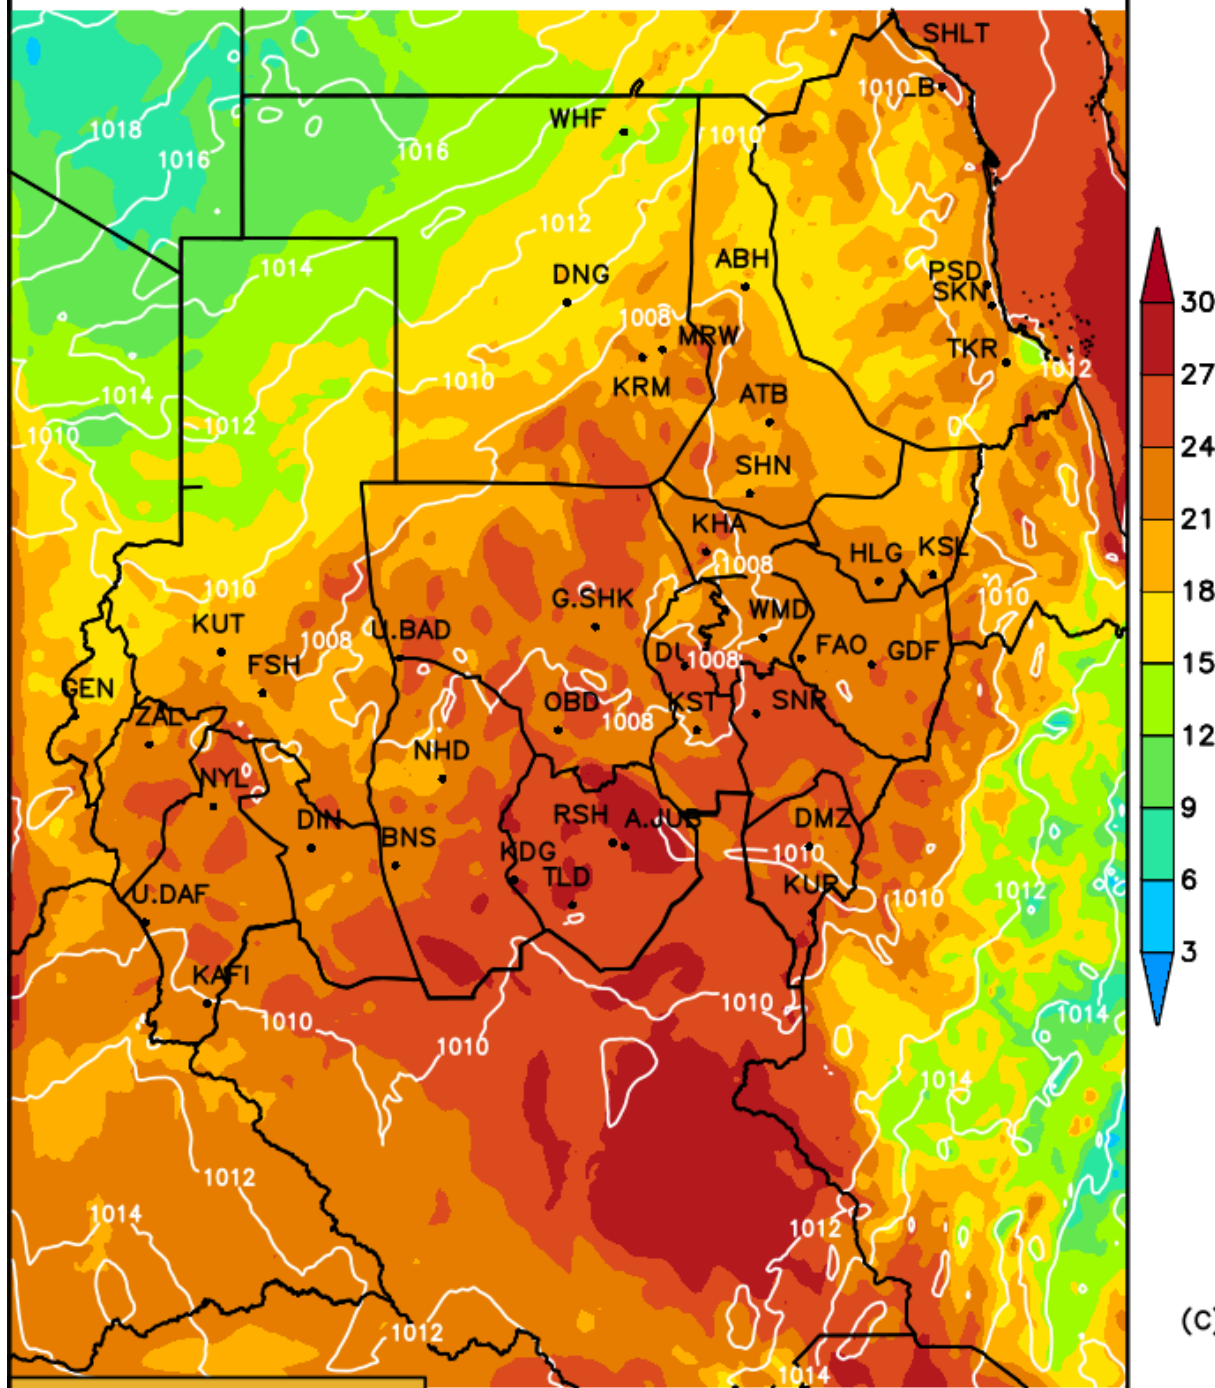 SHLT
1010 LB
WHF
1018
1010
1016
1016
1012
ABH
1014
DNG
PSD
SKN
30
1008
MRW
TKR
1012
27
KRM
1010
1014
ATB
1012
1010
24
SHN
KHA
21
HLG
KSL
1008
18
1010
1010
G.SHK
WMD
KUT
1008
U.BAD
FAO
GDF
15
FSH
1008
GEN
OBD
KST
SNR
ZAL
1008
12
NHD
NYL
9
RSH
A.JUB
DMZ
DIN
BNS
KDG
1010
TLD
KUR
6
U.DAF
1010
1012
3
KAFI
1010
1014
1010
1010
1014
1012
1014
1012
1012
1014
(C)